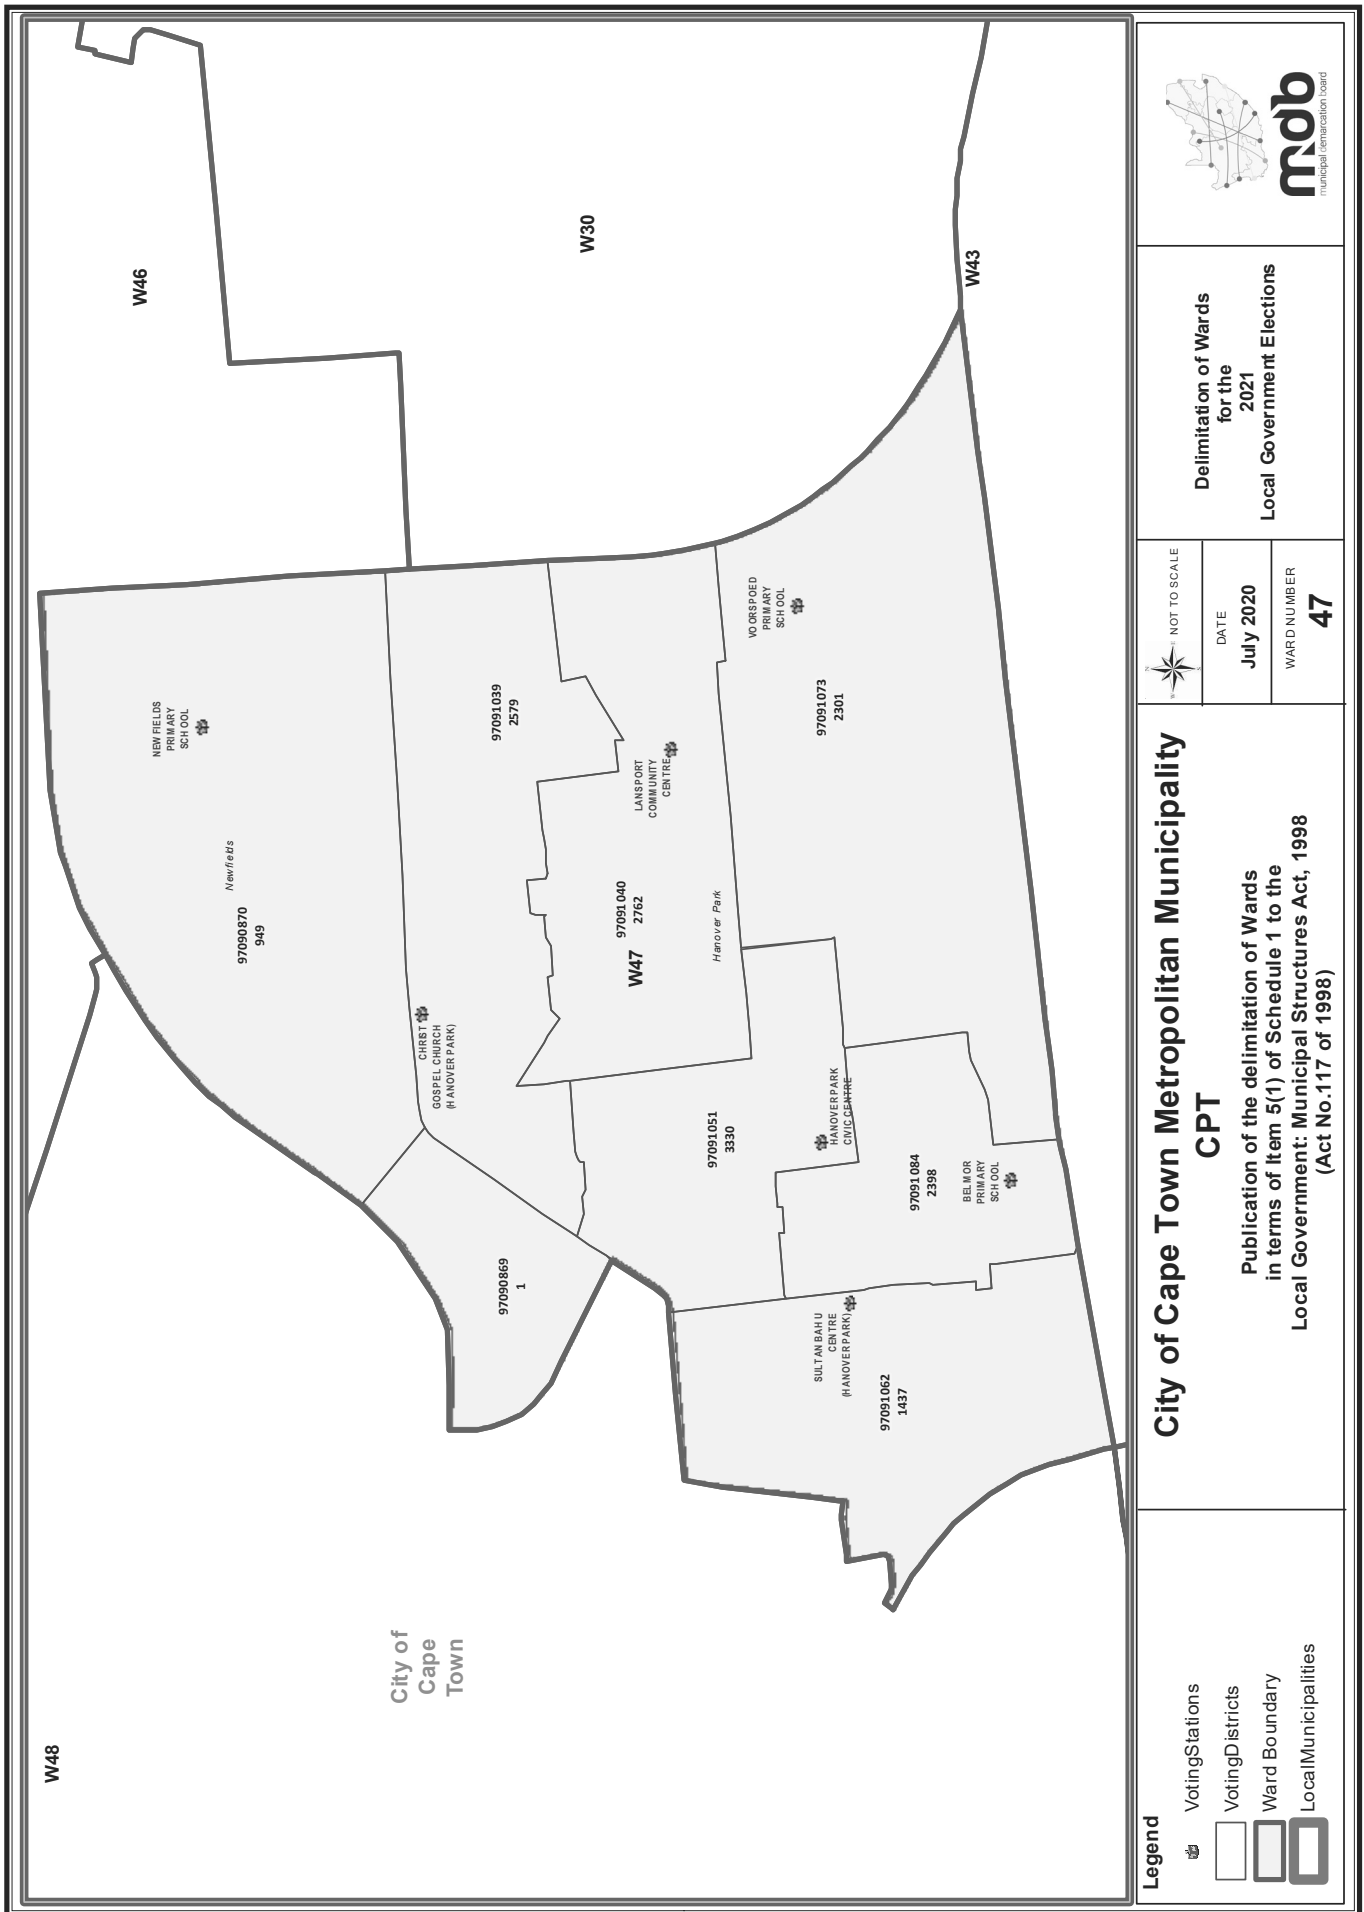 W48
W46
W30
W43
City of
Cape
Town
NEWFIELDS
PRIMARY
SCHOOL
Newfields
97090870
949
97091039
2579
CHRIST
GOSPEL CHURCH
(HANOVER PARK)
LANSPORT
COMMUNITY
CENTRE
97091040
2762
W47
Hanover Park
VOORSPOED
PRIMARY
SCHOOL
97091073
2301
97090869
1
97091051
3330
HANOVER PARK
CIVIC CENTRE
97091084
2398
BELMOR
PRIMARY
SCHOOL
SULTAN BAHU
CENTRE
(HANOVER PARK)
97091062
1437
Legend
VotingStations
VotingDistricts
Ward Boundary
LocalMunicipalities
City of Cape Town Metropolitan Municipality
CPT
Publication of the delimitation of Wards
in terms of Item 5(1) of Schedule 1 to the
Local Government: Municipal Structures Act, 1998
(Act No.117 of 1998)
N
E
S
W
NOT TO SCALE
DATE
July 2020
WARD NUMBER
47
Delimitation of Wards
for the
2021
Local Government Elections
mdb
municipal demarcation board